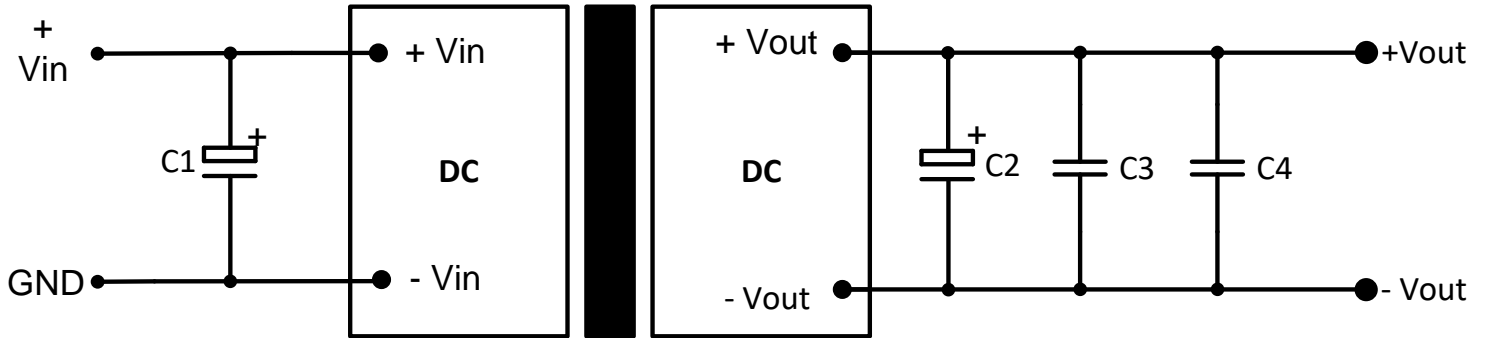 +
Vin
+ Vin
+ Vout
+Vout
C1
+
DC
DC
+
C2
C3
C4
GND
- Vin
- Vout
- Vout